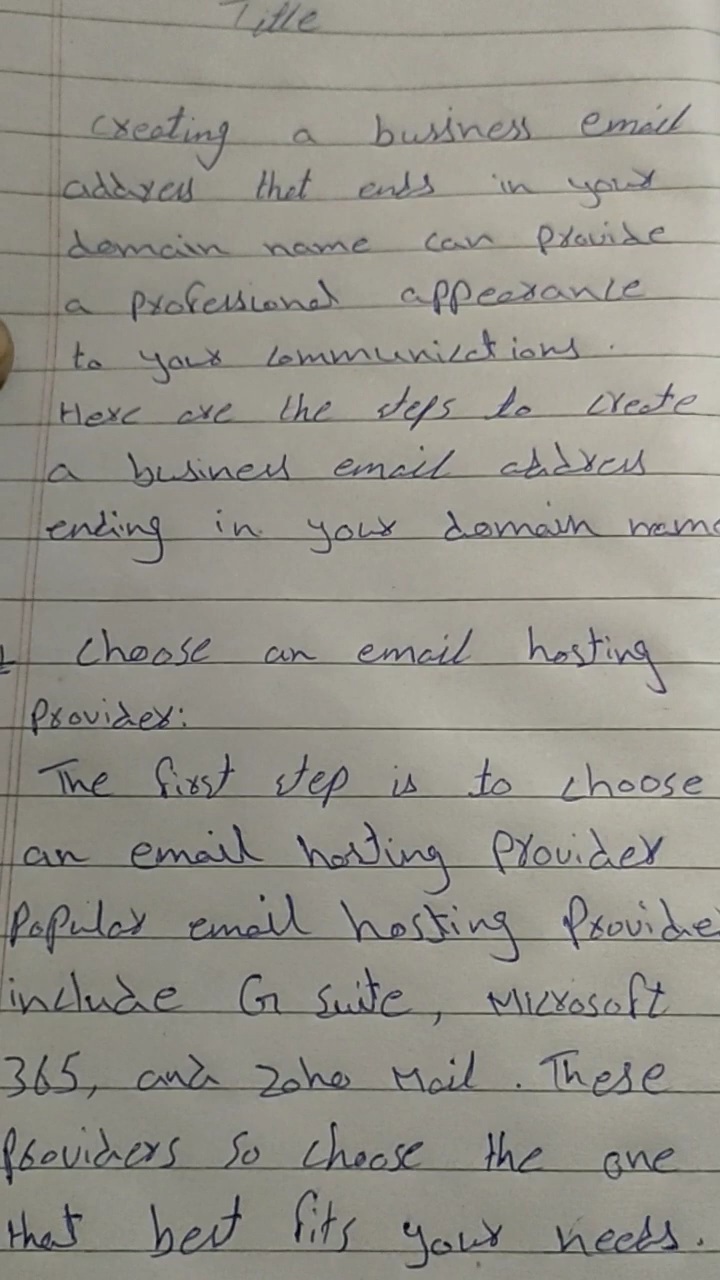 Title
creating a business email
address that ends in your
domain name can provide
a professional appearance
to your communications.
Here are the steps to create
a business email address
ending in your domain name
1 choose an email hosting
Provider:
The first step is to choose
an email hosting provider
Popular email hosting Provide
include G suite, Microsoft
365, and Zoho Mail. These
Providers so choose the one
that best fits your needs.